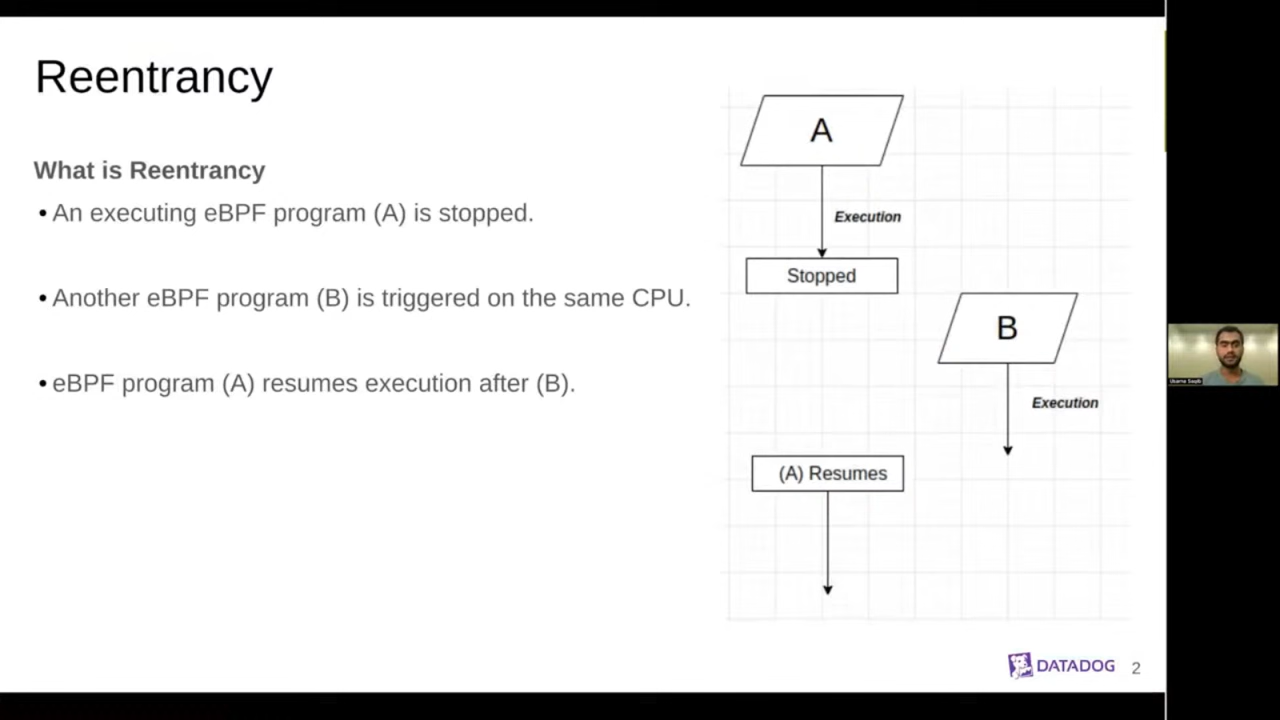 Reentrancy
What is Reentrancy
• An executing eBPF program (A) is stopped.
• Another eBPF program (B) is triggered on the same CPU.
• eBPF program (A) resumes execution after (B).
A
Execution
Stopped
B
Execution
(A) Resumes
DATADOG
2